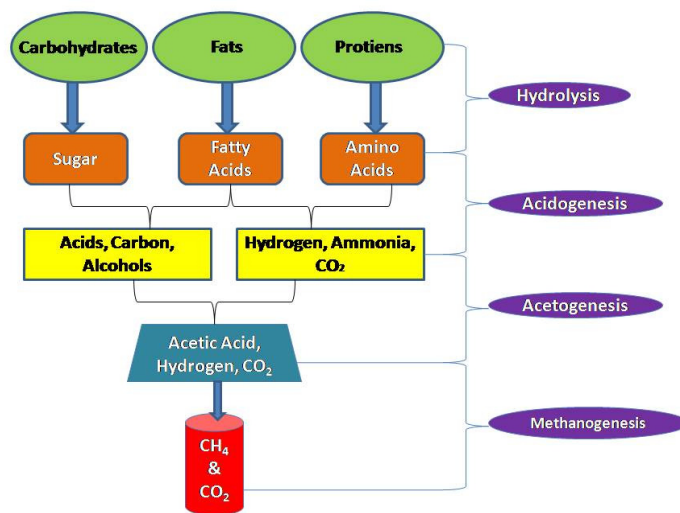 Carbohydrates
Fats
Protiens
Hydrolysis
Sugar
Fatty
Acids
Amino
Acids
Acidogenesis
Acids, Carbon,
Alcohols
Hydrogen, Ammonia,
CO₂
Acetogenesis
Acetic Acid,
Hydrogen, CO₂
Methanogenesis
CH₄
&
CO₂